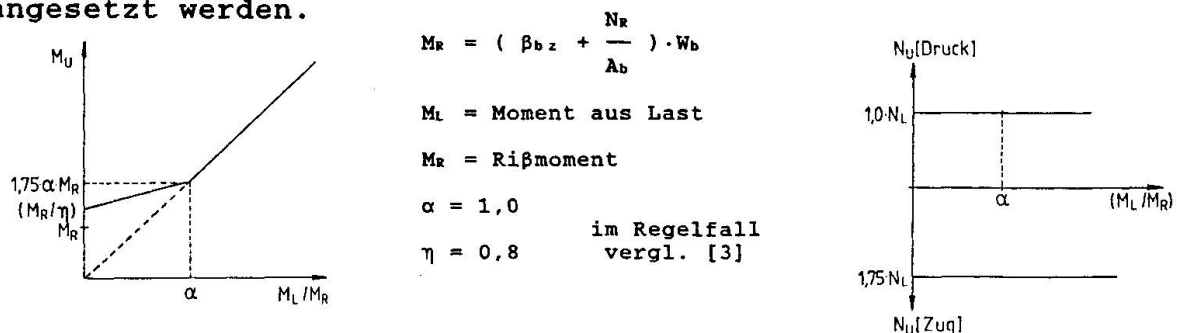 angesetzt werden.
M_U
1,75·α·M_R
(M_R/η)
M_R
α
M_L/M_R
N_R
M_R = ( β_bz + — )·W_b
A_b
M_L = Moment aus Last
M_R = Rißmoment
α = 1,0
im Regelfall
η = 0,8 vergl. [3]
N_U[Druck]
1,0·N_L
α
(M_L/M_R)
1,75·N_L
N_U[Zug]